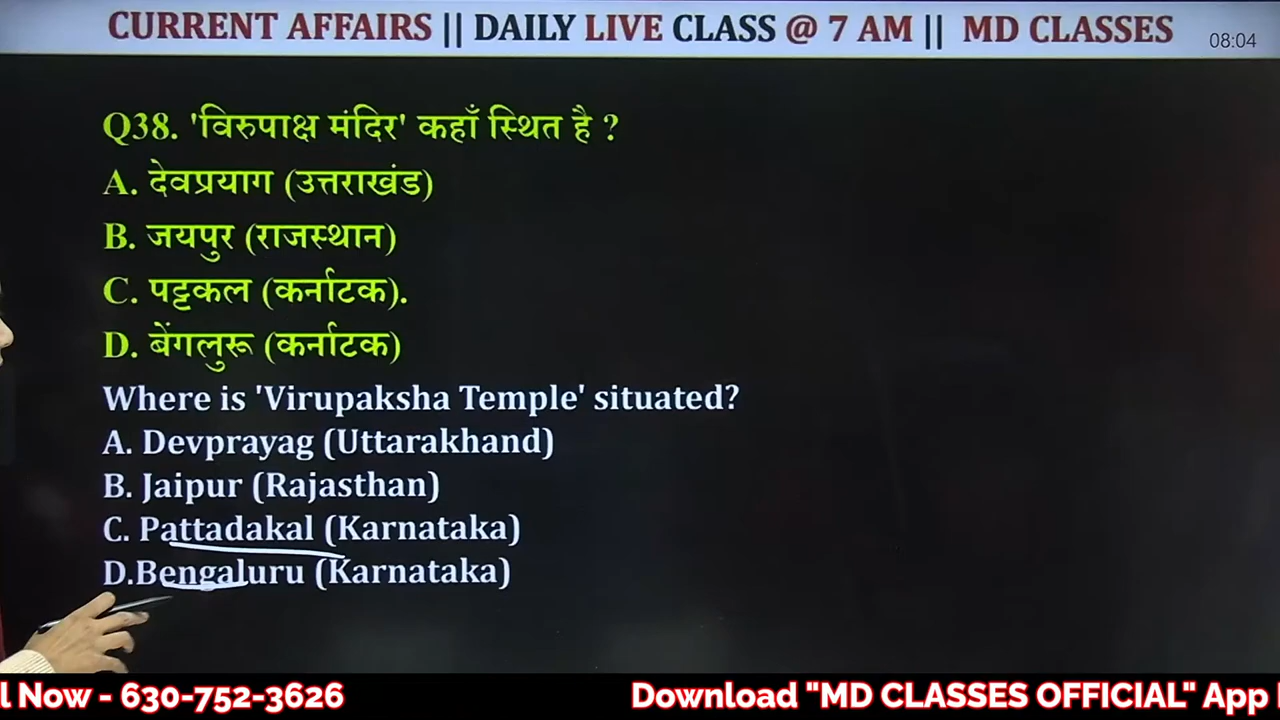 CURRENT AFFAIRS || DAILY LIVE CLASS @ 7 AM || MD CLASSES
08:04
Q38. 'विरुपाक्ष मंदिर' कहाँ स्थित है ?
A. देवप्रयाग (उत्तराखंड)
B. जयपुर (राजस्थान)
C. पट्टकल (कर्नाटक).
D. बेंगलुरू (कर्नाटक)
Where is 'Virupaksha Temple' situated?
A. Devprayag (Uttarakhand)
B. Jaipur (Rajasthan)
C. Pattadakal (Karnataka)
D.Bengaluru (Karnataka)
l Now - 630-752-3626 Download "MD CLASSES OFFICIAL" App